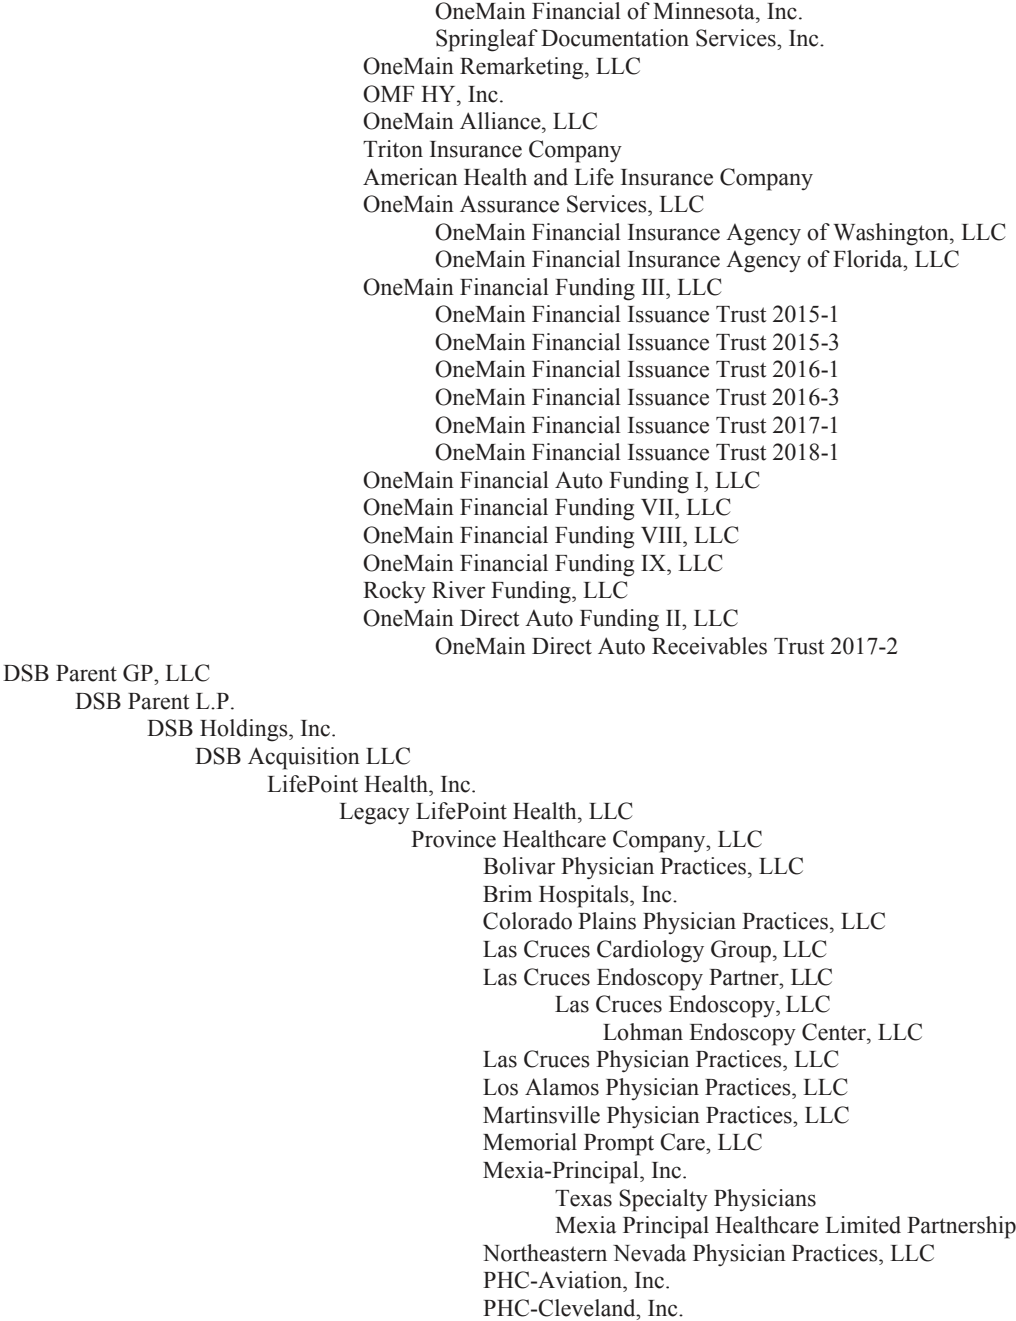 OneMain Financial of Minnesota, Inc.
Springleaf Documentation Services, Inc.
OneMain Remarketing, LLC
OMF HY, Inc.
OneMain Alliance, LLC
Triton Insurance Company
American Health and Life Insurance Company
OneMain Assurance Services, LLC
OneMain Financial Insurance Agency of Washington, LLC
OneMain Financial Insurance Agency of Florida, LLC
OneMain Financial Funding III, LLC
OneMain Financial Issuance Trust 2015-1
OneMain Financial Issuance Trust 2015-3
OneMain Financial Issuance Trust 2016-1
OneMain Financial Issuance Trust 2016-3
OneMain Financial Issuance Trust 2017-1
OneMain Financial Issuance Trust 2018-1
OneMain Financial Auto Funding I, LLC
OneMain Financial Funding VII, LLC
OneMain Financial Funding VIII, LLC
OneMain Financial Funding IX, LLC
Rocky River Funding, LLC
OneMain Direct Auto Funding II, LLC
OneMain Direct Auto Receivables Trust 2017-2
DSB Parent GP, LLC
DSB Parent L.P.
DSB Holdings, Inc.
DSB Acquisition LLC
LifePoint Health, Inc.
Legacy LifePoint Health, LLC
Province Healthcare Company, LLC
Bolivar Physician Practices, LLC
Brim Hospitals, Inc.
Colorado Plains Physician Practices, LLC
Las Cruces Cardiology Group, LLC
Las Cruces Endoscopy Partner, LLC
Las Cruces Endoscopy, LLC
Lohman Endoscopy Center, LLC
Las Cruces Physician Practices, LLC
Los Alamos Physician Practices, LLC
Martinsville Physician Practices, LLC
Memorial Prompt Care, LLC
Mexia-Principal, Inc.
Texas Specialty Physicians
Mexia Principal Healthcare Limited Partnership
Northeastern Nevada Physician Practices, LLC
PHC-Aviation, Inc.
PHC-Cleveland, Inc.